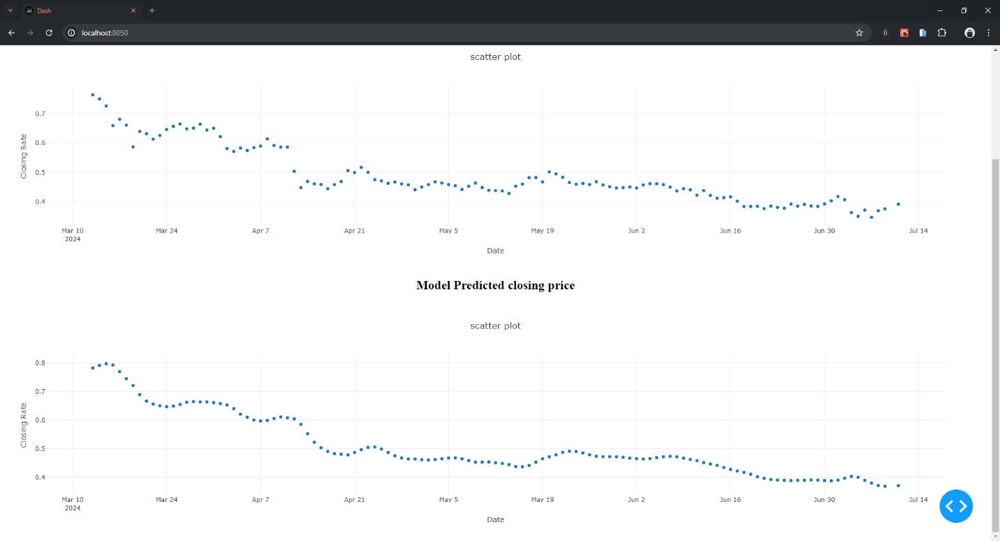 Dash
localhost:8050
scatter plot
0.7
0.6
0.5
0.4
Closing Rate
Mar 10 Mar 24 Apr 7 Apr 21 May 5 May 19 Jun 2 Jun 16 Jun 30 Jul 14
2024
Date
Model Predicted closing price
scatter plot
0.8
0.7
0.6
0.5
0.4
Closing Rate
Mar 10 Mar 24 Apr 7 Apr 21 May 5 May 19 Jun 2 Jun 16 Jun 30 Jul 14
2024
Date